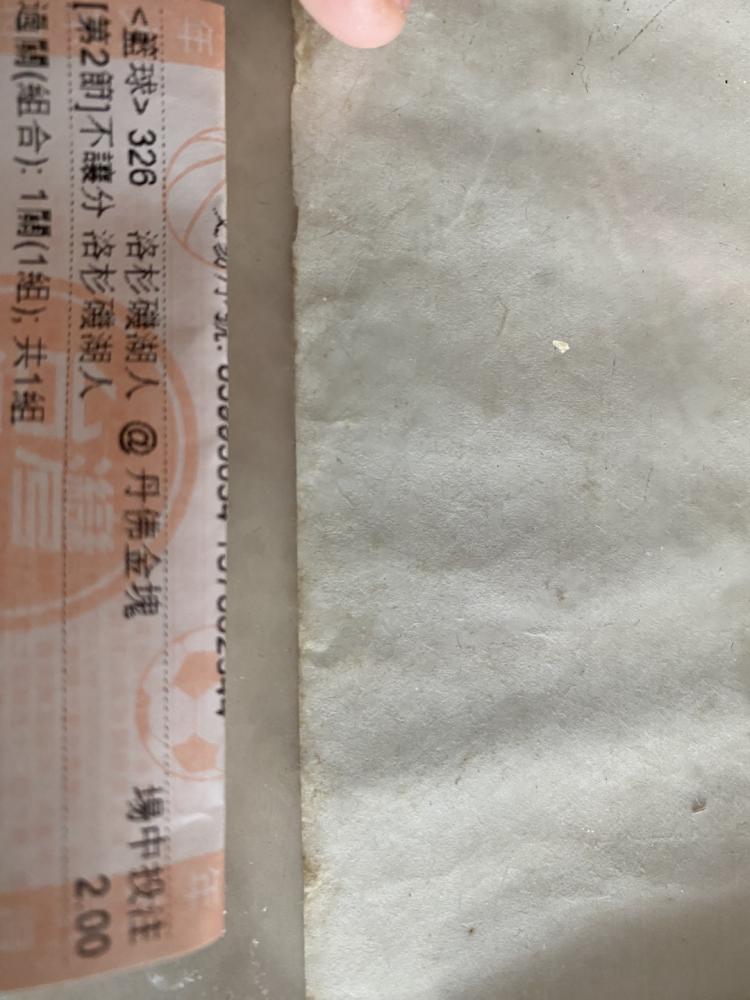 <籃球> 326 洛杉磯湖人 @ 丹佛金塊 場中投注
[第2節]不讓分 洛杉磯湖人 2.00
過關(組合): 1關(1組); 共1組